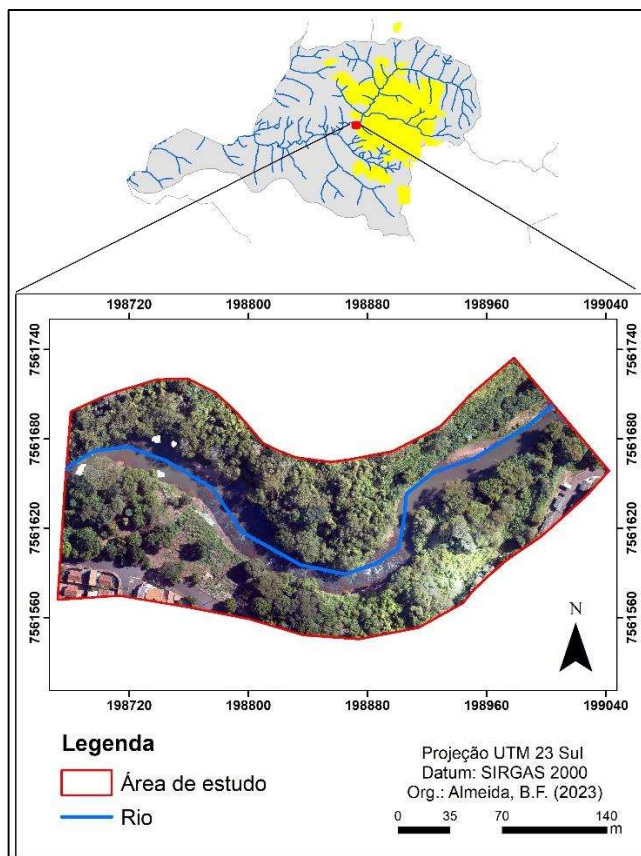 198720 198800 198880 198960 199040
7561740
7561680
7561620
7561560
7561740
7561680
7561620
7561560
N
198720 198800 198880 198960 199040
Legenda
Área de estudo
Rio
Projeção UTM 23 Sul
Datum: SIRGAS 2000
Org.: Almeida, B.F. (2023)
0 35 70 140
m